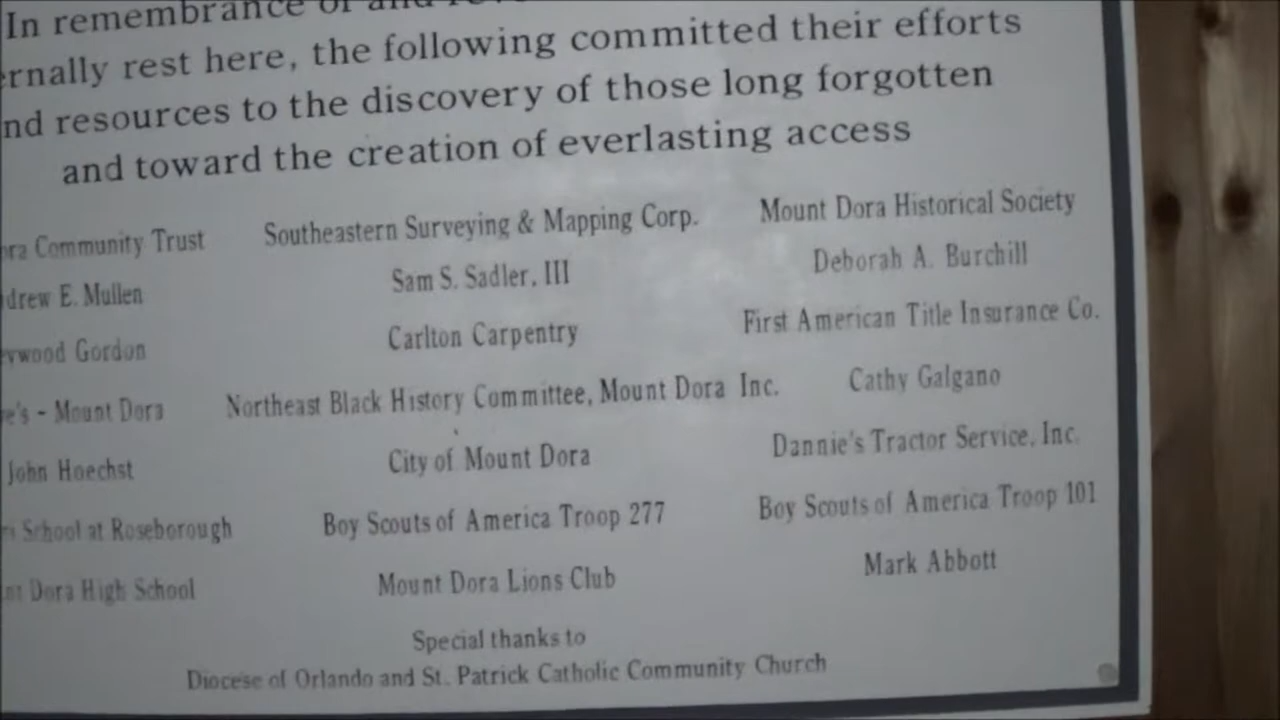 In remembrance of and
rest here, the following committed their efforts
resources to the discovery of those long forgotten
and toward the creation of everlasting access
Community Trust Southeastern Surveying & Mapping Corp. Mount Dora Historical Society
E. Mullen Sam S. Sadler, III Deborah A. Burchill
Gordon Carlton Carpentry First American Title Insurance Co.
- Mount Dora Northeast Black History Committee, Mount Dora Inc. Cathy Galgano
John Hoechst City of Mount Dora Dannie's Tractor Service, Inc.
School at Roseborough Boy Scouts of America Troop 277 Boy Scouts of America Troop 101
Dora High School Mount Dora Lions Club Mark Abbott
Special thanks to
Diocese of Orlando and St. Patrick Catholic Community Church